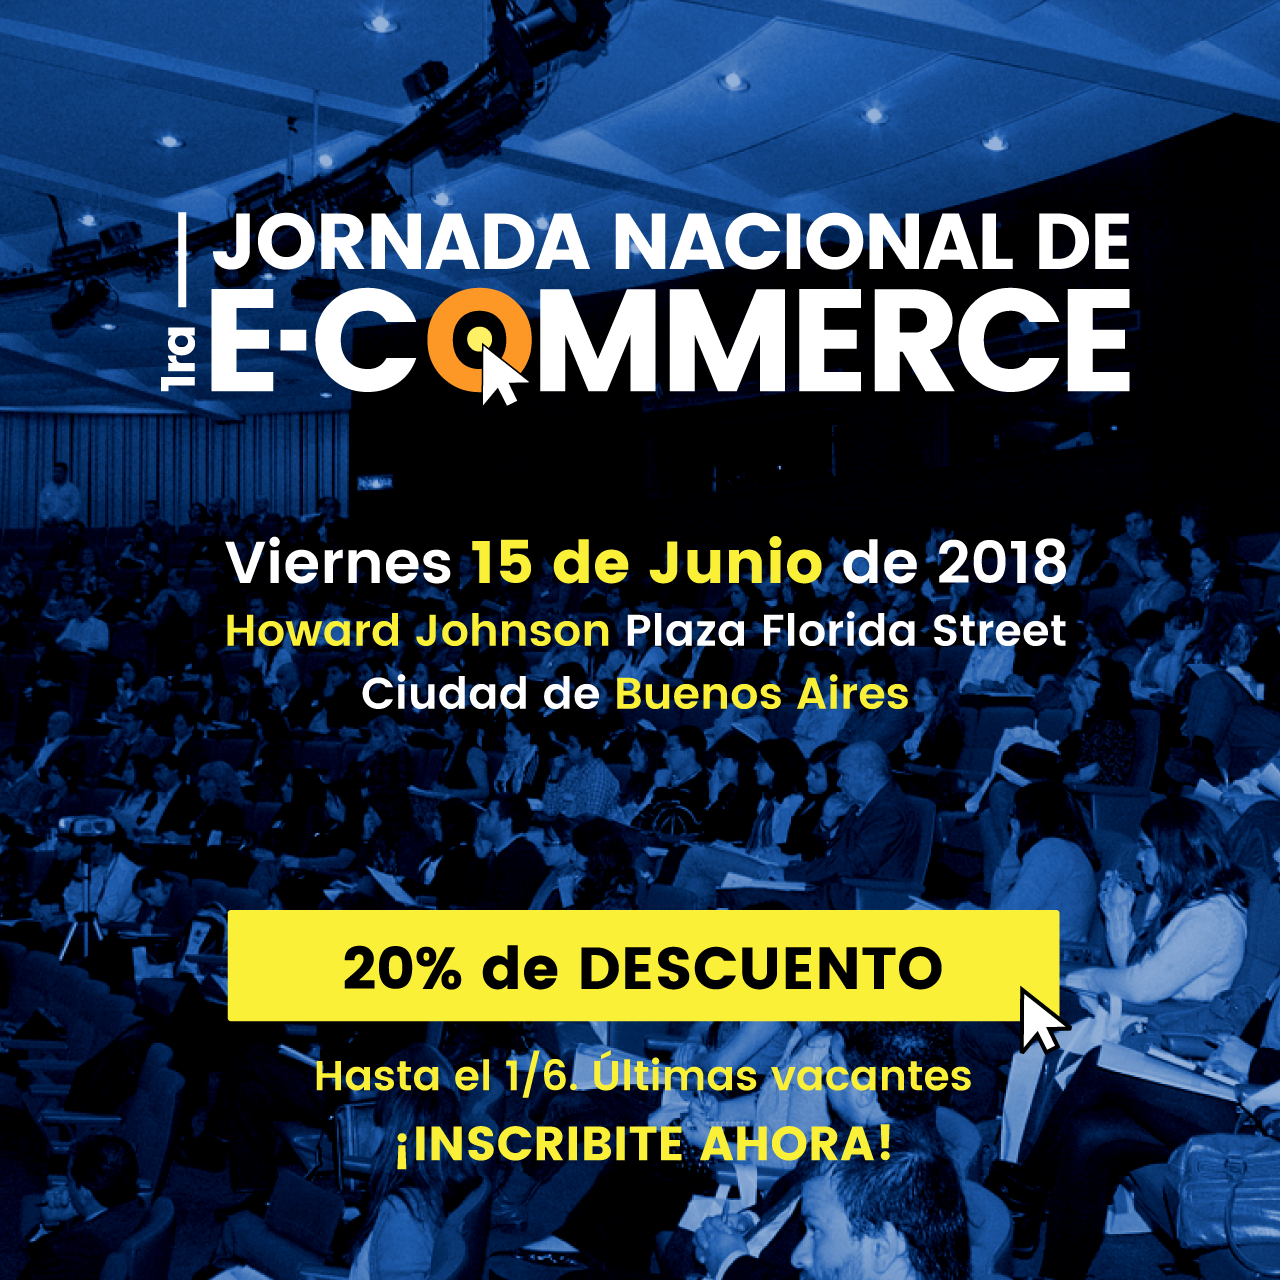 1ra
JORNADA NACIONAL DE
E-COMMERCE
Viernes 15 de Junio de 2018
Howard Johnson Plaza Florida Street
Ciudad de Buenos Aires
20% de DESCUENTO
Hasta el 1/6. Últimas vacantes
¡INSCRIBITE AHORA!